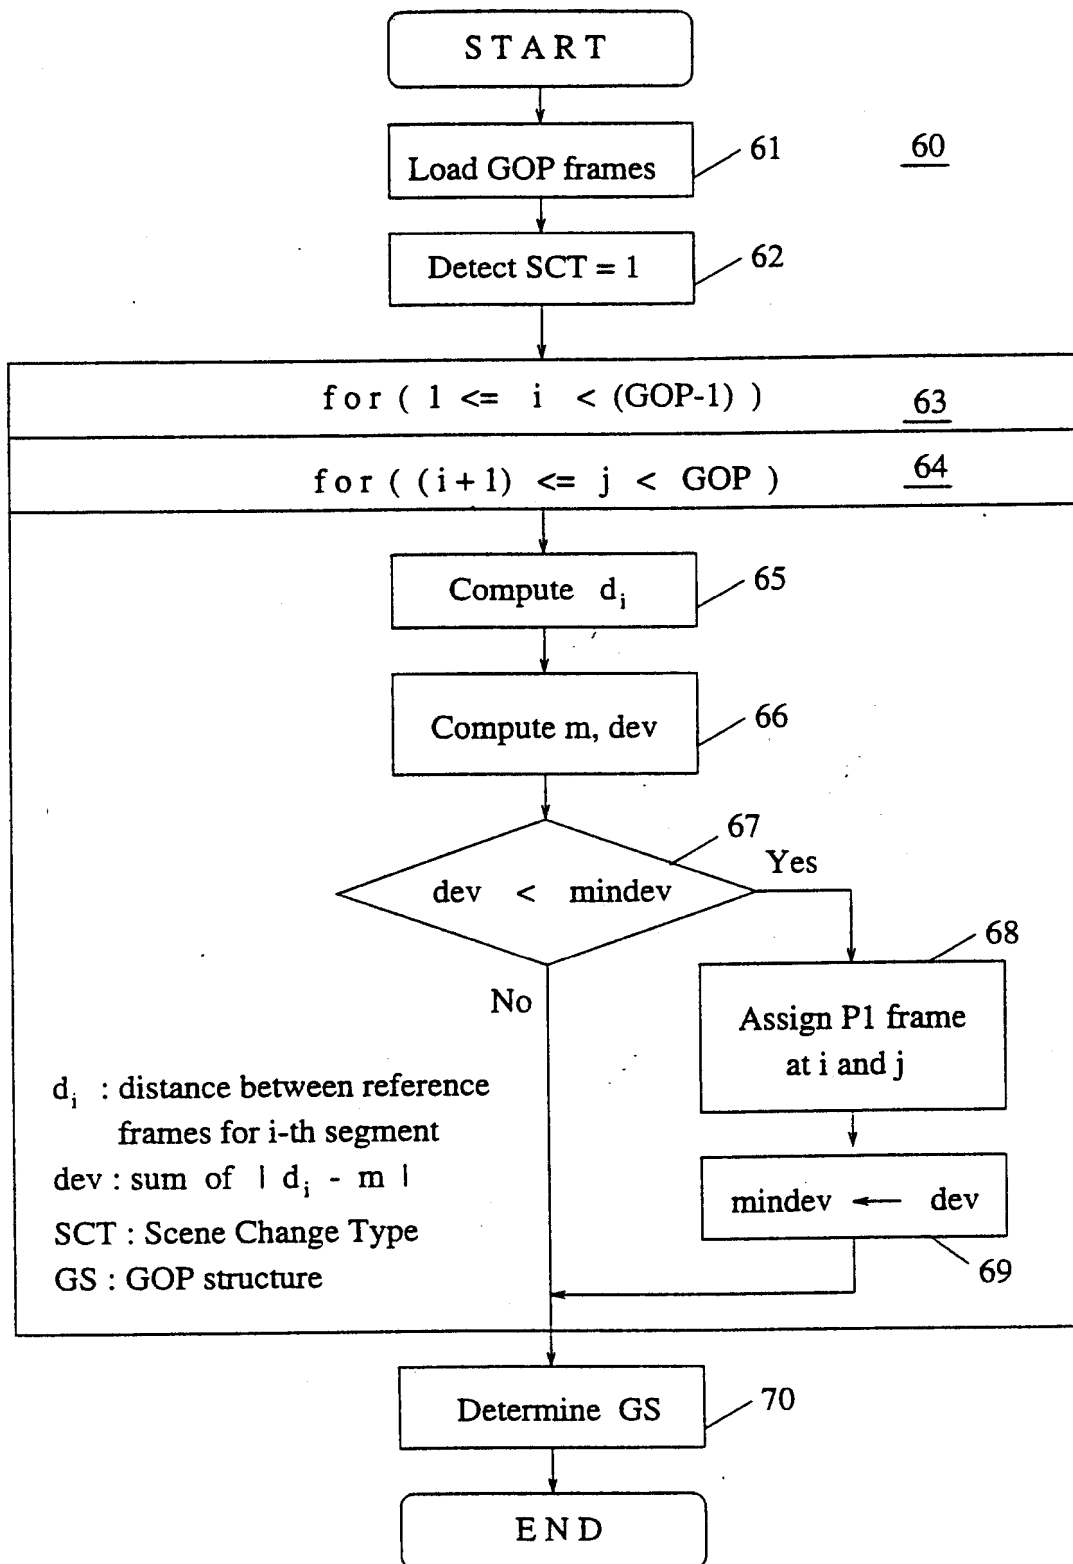 START
Load GOP frames
61
60
Detect SCT = 1
62
for ( 1 <= i < (GOP-1) )
63
for ( (i+1) <= j < GOP )
64
Compute d_i
65
Compute m, dev
66
67
dev < mindev
Yes
No
68
Assign P1 frame
at i and j
mindev ← dev
69
d_i : distance between reference
frames for i-th segment
dev : sum of | d_i - m |
SCT : Scene Change Type
GS : GOP structure
Determine GS
70
END